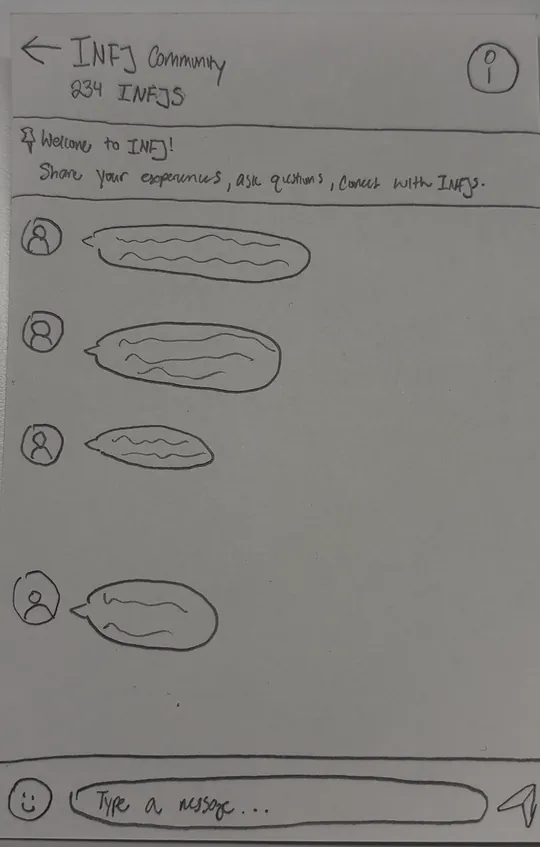 INFJ Community
234 INFJS
Welcome to INFJ!
Share your experiences, ask questions, Connect with INFJs.
Type a message...